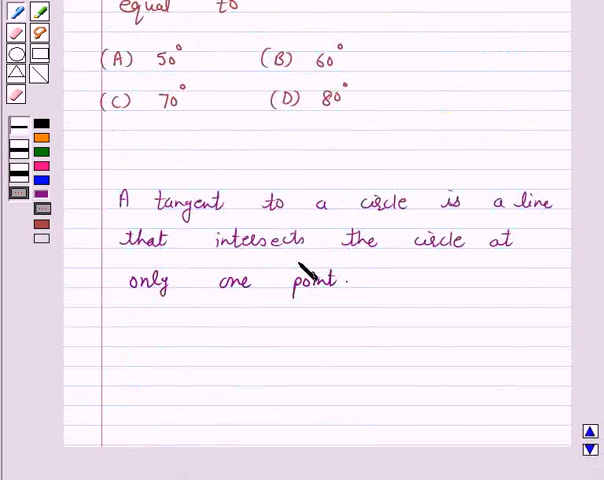 equal to
(A) 50° (B) 60°
(C) 70° (D) 80°
A tangent to a circle is a line
that intersects the circle at
only one point.